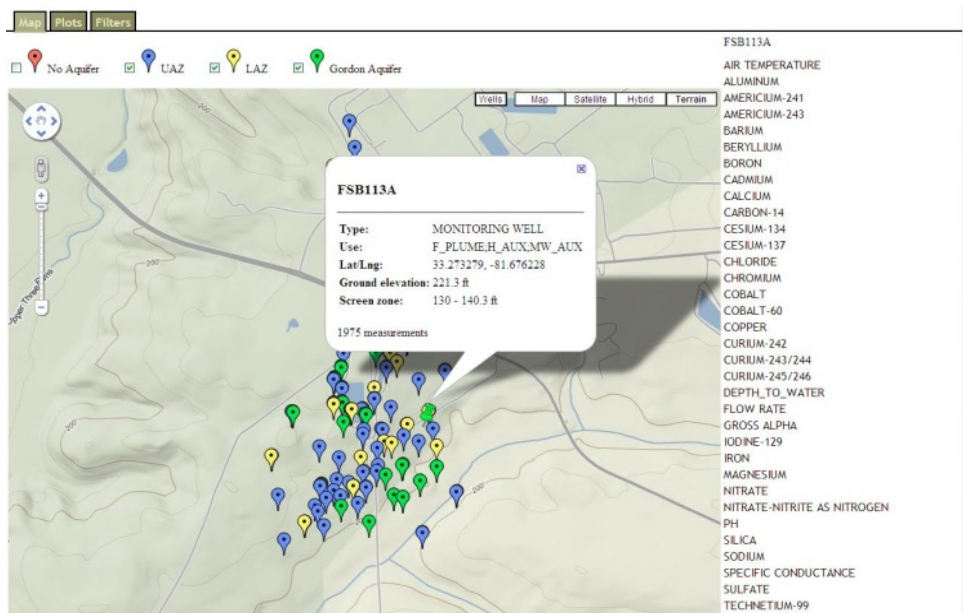 Map Plots Filters
No Aquifer UAZ LAZ Gordon Aquifer
Wells Map Satellite Hybrid Terrain
200
200
200
200
200
Upper Three Runs
FSB113A
Type: MONITORING WELL
Use: F_PLUME;H_AUX;MW_AUX
Lat/Lng: 33.273279, -81.676228
Ground elevation: 221.3 ft
Screen zone: 130 - 140.3 ft
1975 measurements
FSB113A
AIR TEMPERATURE
ALUMINUM
AMERICIUM-241
AMERICIUM-243
BARIUM
BERYLLIUM
BORON
CADMIUM
CALCIUM
CARBON-14
CESIUM-134
CESIUM-137
CHLORIDE
CHROMIUM
COBALT
COBALT-60
COPPER
CURIUM-242
CURIUM-243/244
CURIUM-245/246
DEPTH_TO_WATER
FLOW RATE
GROSS ALPHA
IODINE-129
IRON
MAGNESIUM
NITRATE
NITRATE-NITRITE AS NITROGEN
PH
SILICA
SODIUM
SPECIFIC CONDUCTANCE
SULFATE
TECHNETIUM-99